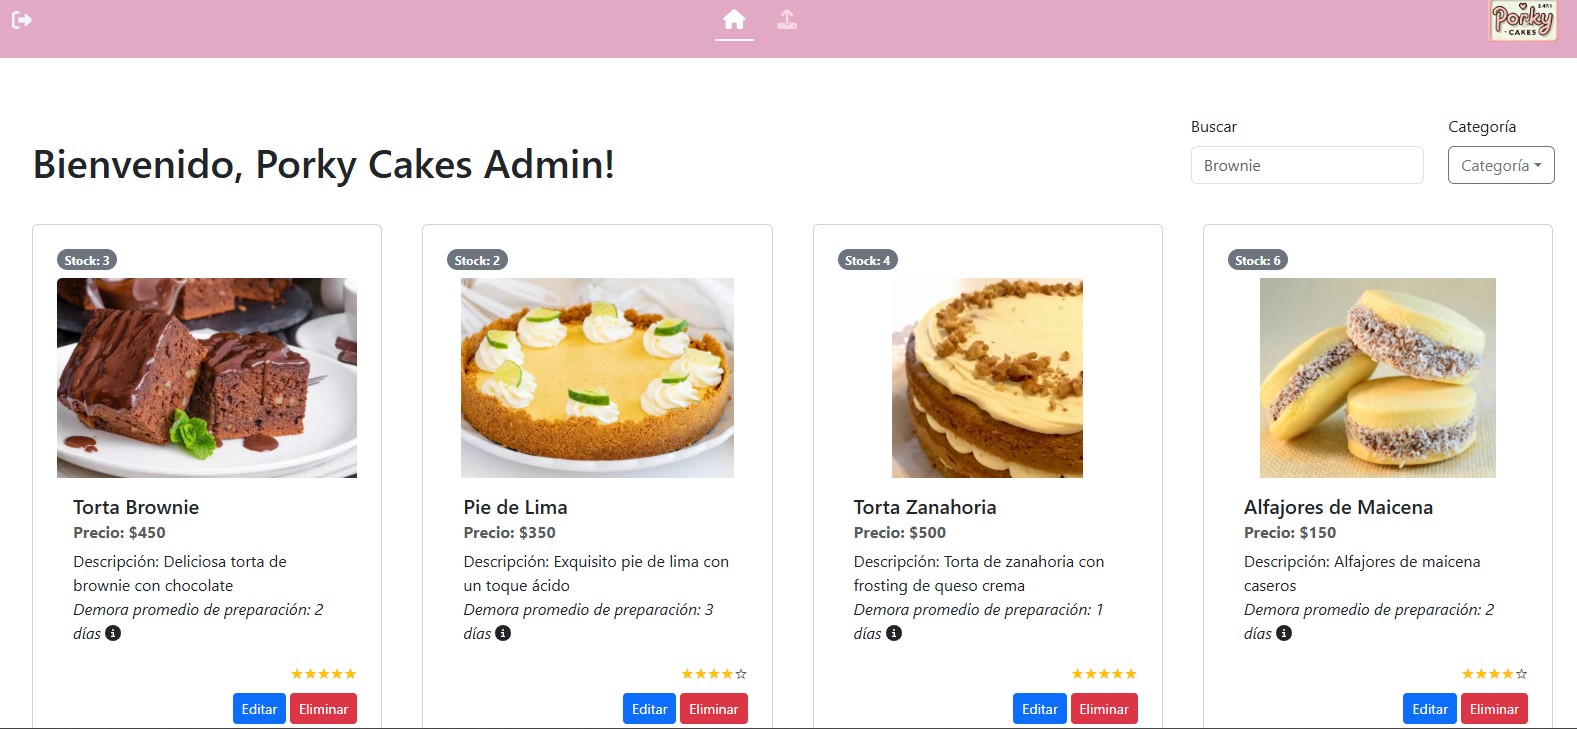 Porky
CAKES
Buscar
Categoría
Bienvenido, Porky Cakes Admin!
Brownie
Categoría
Stock: 3
Torta Brownie
Precio: $450
Descripción: Deliciosa torta de
brownie con chocolate
Demora promedio de preparación: 2
días
Editar
Eliminar
Stock: 2
Pie de Lima
Precio: $350
Descripción: Exquisito pie de lima con
un toque ácido
Demora promedio de preparación: 3
días
Editar
Eliminar
Stock: 4
Torta Zanahoria
Precio: $500
Descripción: Torta de zanahoria con
frosting de queso crema
Demora promedio de preparación: 1
días
Editar
Eliminar
Stock: 6
Alfajores de Maicena
Precio: $150
Descripción: Alfajores de maicena
caseros
Demora promedio de preparación: 2
días
Editar
Eliminar